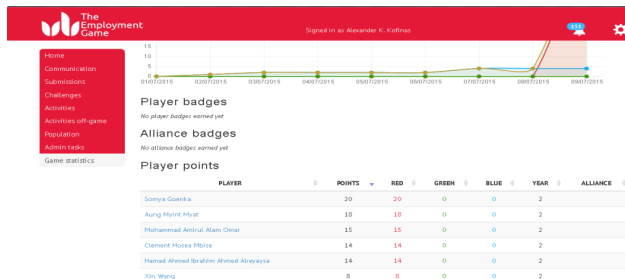 The
Employment
Game
Signed in as Alexander K. Kofinas
151
Home
Communication
Submissions
Challenges
Activities
Activities off-game
Population
Admin tasks
Game statistics
15
10
5
0
01/07/2015 02/07/2015 03/07/2015 04/07/2015 05/07/2015 06/07/2015 07/07/2015 08/07/2015 09/07/2015
Player badges
No player badges earned yet
Alliance badges
No alliance badges earned yet
Player points
PLAYER POINTS RED GREEN BLUE YEAR ALLIANCE
Somya Goenka 20 20 0 0 2
Aung Myint Myat 18 18 0 0 2
Mohammad Amirul Alam Omar 15 15 0 0 2
Clement Hosea Mbise 14 14 0 0 2
Hamad Ahmed Ibrahim Ahmed Alreyaysa 14 14 0 0 2
Xin Wang 8 8 0 0 2